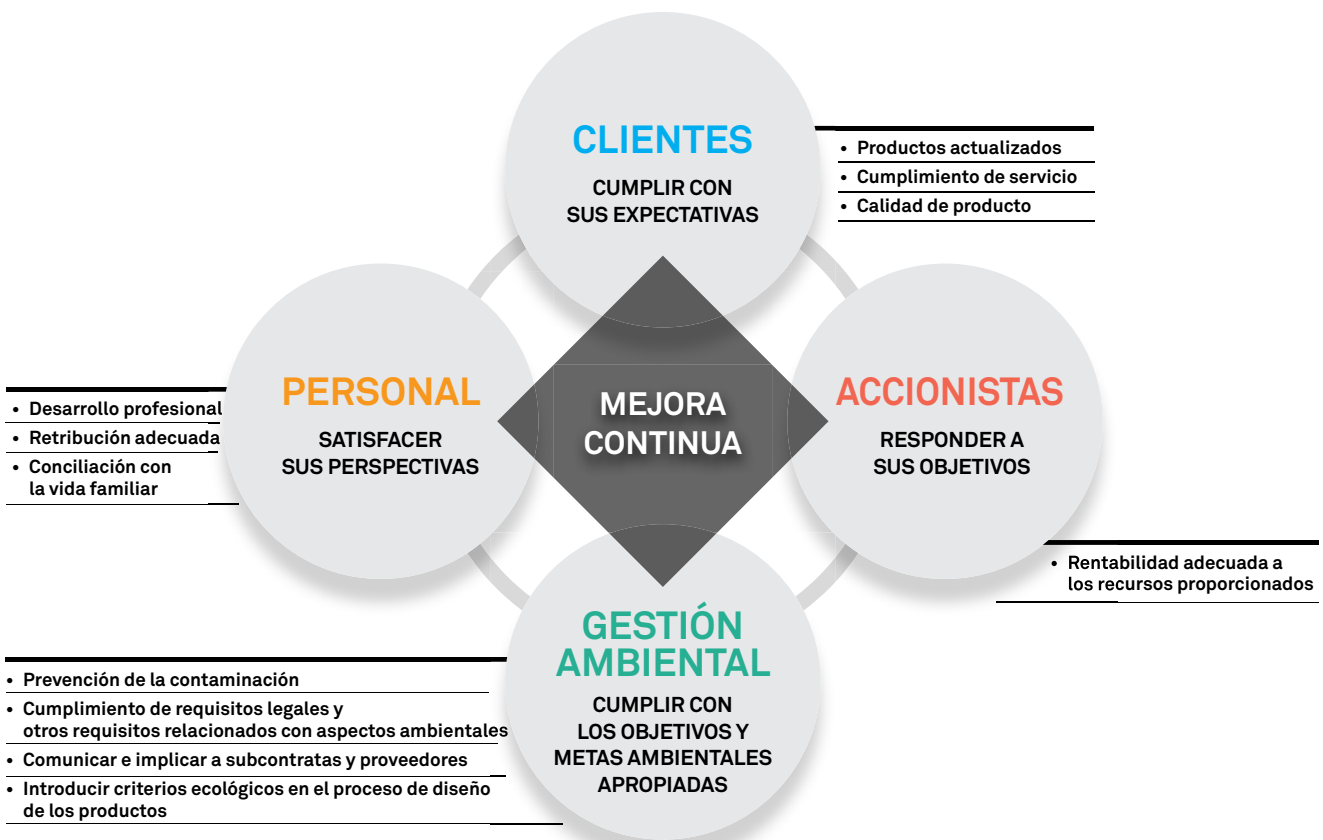 CLIENTES
CUMPLIR CON
SUS EXPECTATIVAS
• Productos actualizados
• Cumplimiento de servicio
• Calidad de producto
PERSONAL
SATISFACER
SUS PERSPECTIVAS
• Desarrollo profesional
• Retribución adecuada
• Conciliación con
la vida familiar
MEJORA
CONTINUA
ACCIONISTAS
RESPONDER A
SUS OBJETIVOS
• Rentabilidad adecuada a
los recursos proporcionados
GESTIÓN
AMBIENTAL
CUMPLIR CON
LOS OBJETIVOS Y
METAS AMBIENTALES
APROPIADAS
• Prevención de la contaminación
• Cumplimiento de requisitos legales y
otros requisitos relacionados con aspectos ambientales
• Comunicar e implicar a subcontratas y proveedores
• Introducir criterios ecológicos en el proceso de diseño
de los productos